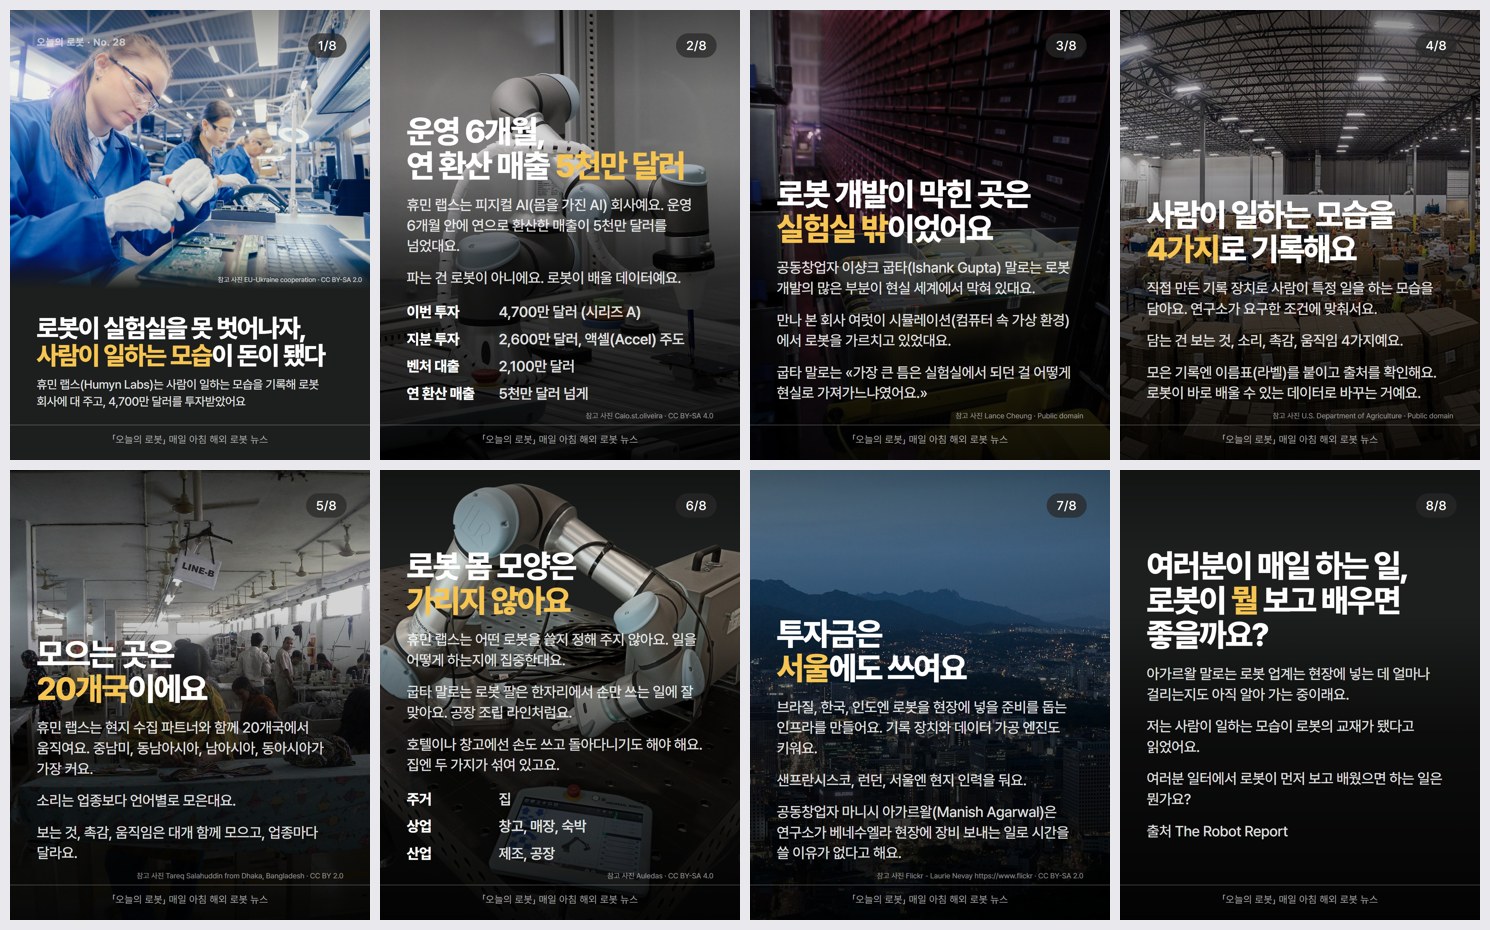 오늘의 로봇 · No. 28
1/8
참고 사진 EU-Ukraine cooperation · CC BY-SA 2.0
로봇이 실험실을 못 벗어나자,
사람이 일하는 모습이 돈이 됐다
휴민 랩스(Humyn Labs)는 사람이 일하는 모습을 기록해 로봇
회사에 대 주고, 4,700만 달러를 투자받았어요
「오늘의 로봇」 매일 아침 해외 로봇 뉴스
2/8
운영 6개월,
연 환산 매출 5천만 달러
휴민 랩스는 피지컬 AI(몸을 가진 AI) 회사예요. 운영
6개월 안에 연으로 환산한 매출이 5천만 달러를
넘었대요.
파는 건 로봇이 아니에요. 로봇이 배울 데이터예요.
이번 투자 4,700만 달러 (시리즈 A)
지분 투자 2,600만 달러, 액셀(Accel) 주도
벤처 대출 2,100만 달러
연 환산 매출 5천만 달러 넘게
참고 사진 Caio.st.oliveira · CC BY-SA 4.0
「오늘의 로봇」 매일 아침 해외 로봇 뉴스
3/8
로봇 개발이 막힌 곳은
실험실 밖이었어요
공동창업자 이샹크 굽타(Ishank Gupta) 말로는 로봇
개발의 많은 부분이 현실 세계에서 막혀 있대요.
만나 본 회사 여럿이 시뮬레이션(컴퓨터 속 가상 환경)
에서 로봇을 가르치고 있었대요.
굽타 말로는 «가장 큰 틈은 실험실에서 되던 걸 어떻게
현실로 가져가느냐였어요.»
참고 사진 Lance Cheung · Public domain
「오늘의 로봇」 매일 아침 해외 로봇 뉴스
4/8
사람이 일하는 모습을
4가지로 기록해요
직접 만든 기록 장치로 사람이 특정 일을 하는 모습을
담아요. 연구소가 요구한 조건에 맞춰서요.
담는 건 보는 것, 소리, 촉감, 움직임 4가지예요.
모은 기록엔 이름표(라벨)를 붙이고 출처를 확인해요.
로봇이 바로 배울 수 있는 데이터로 바꾸는 거예요.
참고 사진 U.S. Department of Agriculture · Public domain
「오늘의 로봇」 매일 아침 해외 로봇 뉴스
5/8
LINE-B
모으는 곳은
20개국이에요
휴민 랩스는 현지 수집 파트너와 함께 20개국에서
움직여요. 중남미, 동남아시아, 남아시아, 동아시아가
가장 커요.
소리는 업종보다 언어별로 모은대요.
보는 것, 촉감, 움직임은 대개 함께 모으고, 업종마다
달라요.
참고 사진 Tareq Salahuddin from Dhaka, Bangladesh · CC BY 2.0
「오늘의 로봇」 매일 아침 해외 로봇 뉴스
6/8
로봇 몸 모양은
가리지 않아요
휴민 랩스는 어떤 로봇을 쓸지 정해 주지 않아요. 일을
어떻게 하는지에 집중한대요.
굽타 말로는 로봇 팔은 한자리에서 손만 쓰는 일에 잘
맞아요. 공장 조립 라인처럼요.
호텔이나 창고에선 손도 쓰고 돌아다니기도 해야 해요.
집엔 두 가지가 섞여 있고요.
주거 집
상업 창고, 매장, 숙박
산업 제조, 공장
참고 사진 Auledas · CC BY-SA 4.0
「오늘의 로봇」 매일 아침 해외 로봇 뉴스
7/8
투자금은
서울에도 쓰여요
브라질, 한국, 인도엔 로봇을 현장에 넣을 준비를 돕는
인프라를 만들어요. 기록 장치와 데이터 가공 엔진도
키워요.
샌프란시스코, 런던, 서울엔 현지 인력을 둬요.
공동창업자 마니시 아가르왈(Manish Agarwal)은
연구소가 베네수엘라 현장에 장비 보내는 일로 시간을
쓸 이유가 없다고 해요.
참고 사진 Flickr - Laurie Nevay https://www.flickr · CC BY-SA 2.0
「오늘의 로봇」 매일 아침 해외 로봇 뉴스
8/8
여러분이 매일 하는 일,
로봇이 뭘 보고 배우면
좋을까요?
아가르왈 말로는 로봇 업계는 현장에 넣는 데 얼마나
걸리는지도 아직 알아 가는 중이래요.
저는 사람이 일하는 모습이 로봇의 교재가 됐다고
읽었어요.
여러분 일터에서 로봇이 먼저 보고 배웠으면 하는 일은
뭔가요?
출처 The Robot Report
「오늘의 로봇」 매일 아침 해외 로봇 뉴스